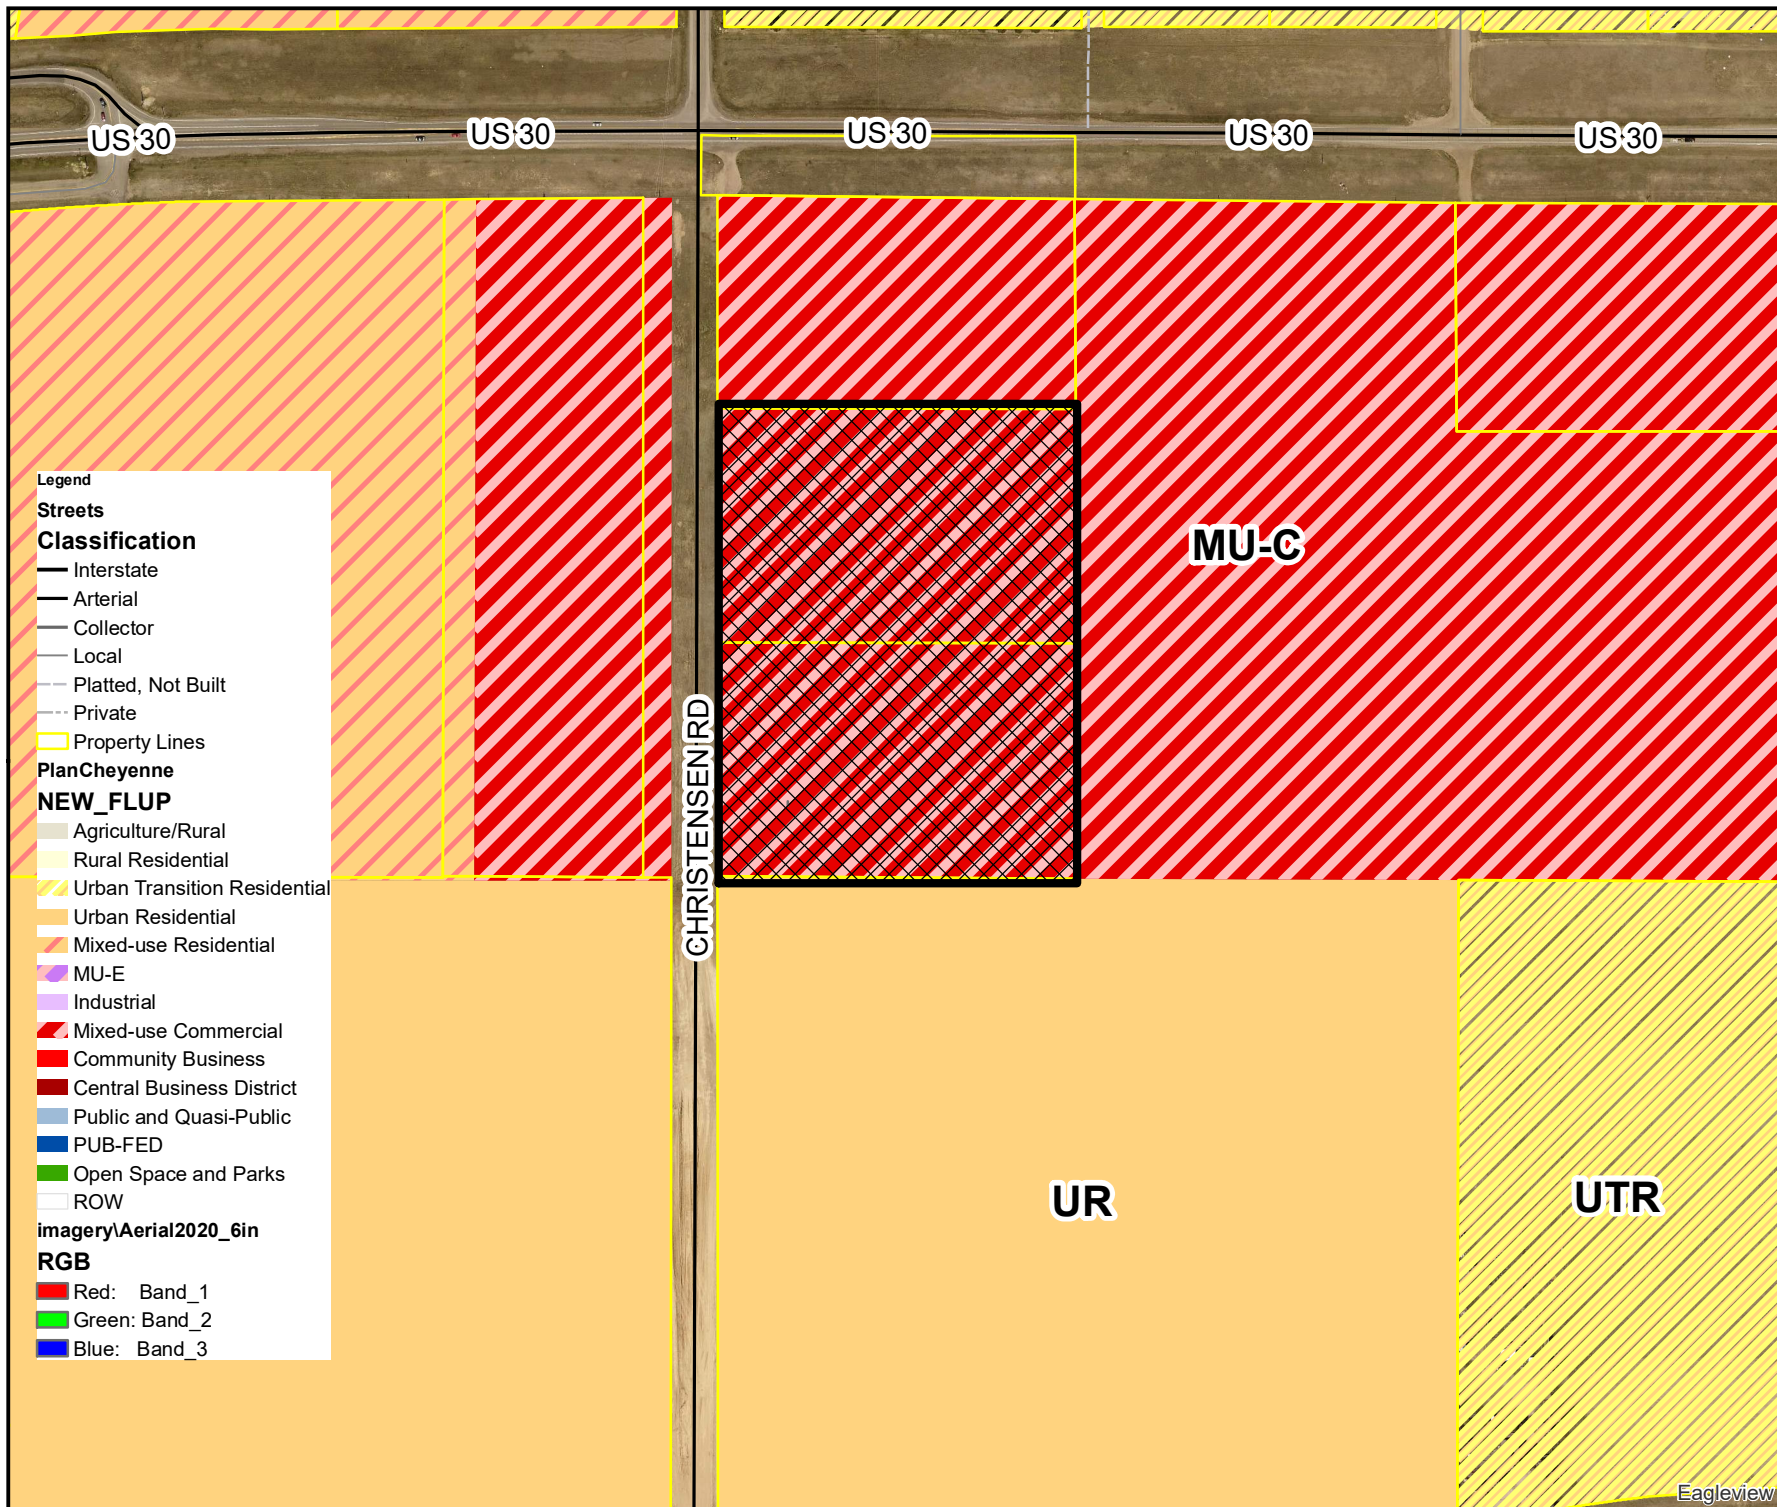 US 30
US 30
US 30
US 30
US 30
MU-C
CHRISTENSEN RD
UR
UTR
Legend
Streets
Classification
Interstate
Arterial
Collector
Local
Platted, Not Built
Private
Property Lines
PlanCheyenne
NEW_FLUP
Agriculture/Rural
Rural Residential
Urban Transition Residential
Urban Residential
Mixed-use Residential
MU-E
Industrial
Mixed-use Commercial
Community Business
Central Business District
Public and Quasi-Public
PUB-FED
Open Space and Parks
ROW
imagery\Aerial2020_6in
RGB
Red: Band_1
Green: Band_2
Blue: Band_3
Eagleview